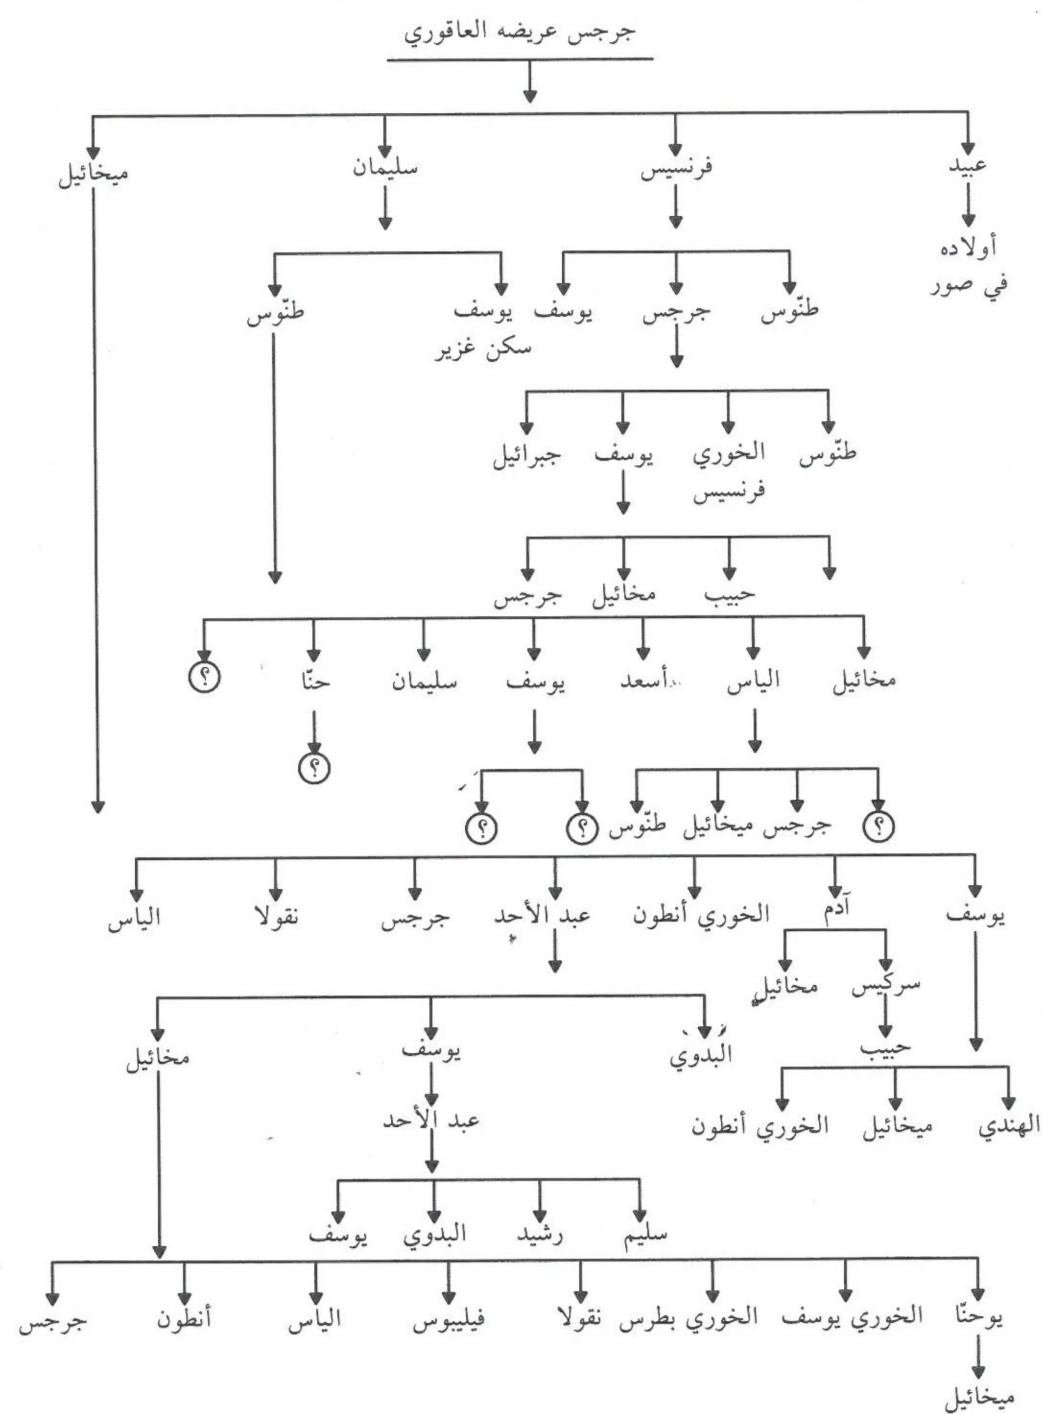 جرجس عريضه العاقوري
عبيد فرنسيس سليمان ميخائيل
أولاده
في صور
طنّوس جرجس يوسف يوسف طنّوس
سكن غزير
طنّوس الخوري يوسف جبرائيل
فرنسيس
حبيب مخائيل جرجس
مخائيل الياس أسعد يوسف سليمان حنّا ؟
؟
؟ جرجس ميخائيل طنّوس ؟ ؟
يوسف آدم الخوري أنطون عبد الأحد جرجس نقولا الياس
سركيس مخائيل
البدوي يوسف مخائيل
حبيب
الهندي ميخائيل الخوري أنطون
عبد الأحد
سليم رشيد البدوي يوسف
يوحنّا الخوري يوسف الخوري بطرس نقولا فيليبوس الياس أنطون جرجس
ميخائيل